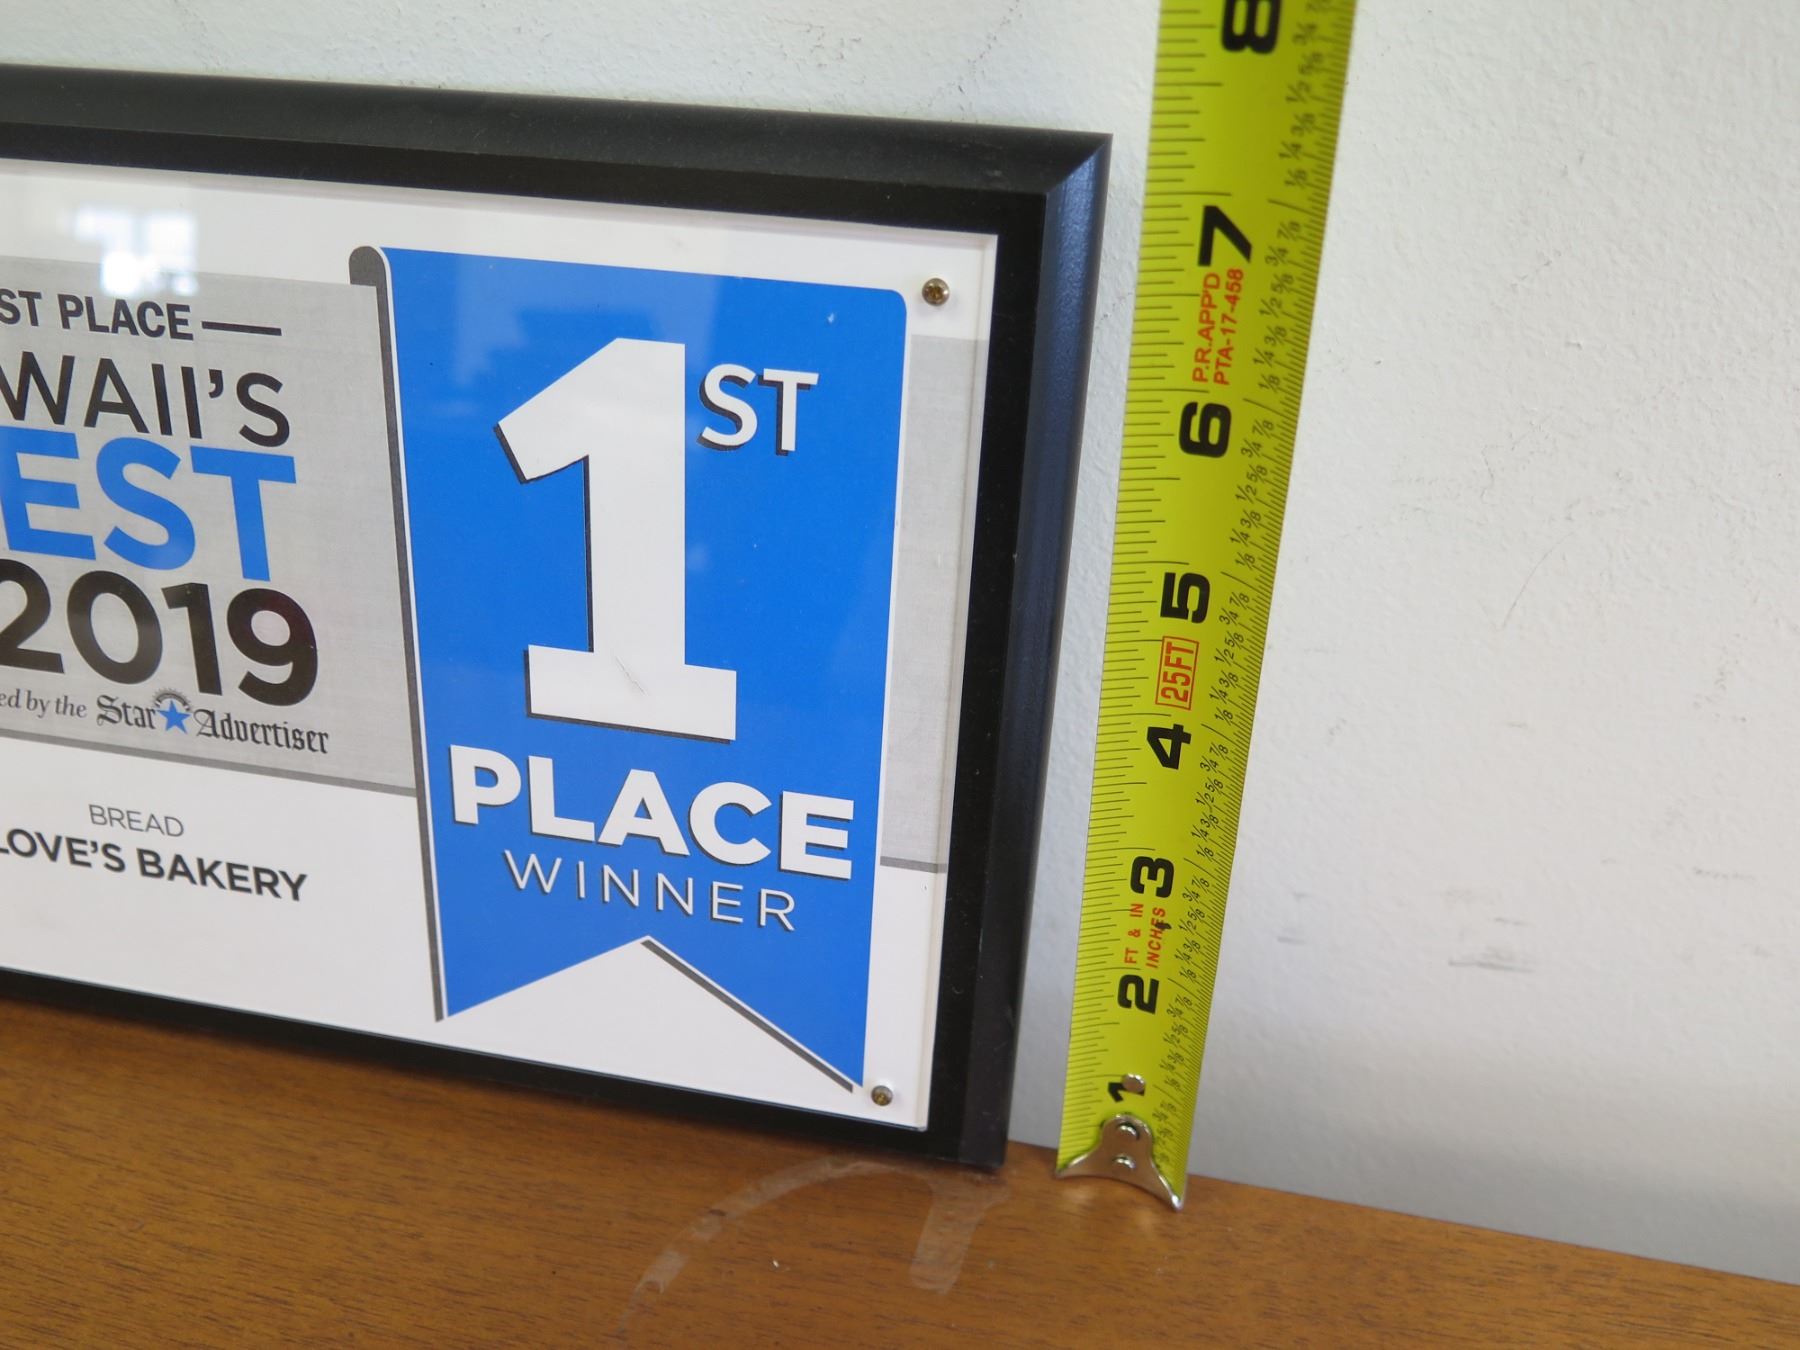 ST PLACE—
WAII'S
EST
2019
ed by the Star Advertiser
BREAD
LOVE'S BAKERY
1ST
PLACE
WINNER
8
7
P.R.APP'D
PTA-17-458
6
5
25FT
4
3
FT & IN
INCHES
2
1